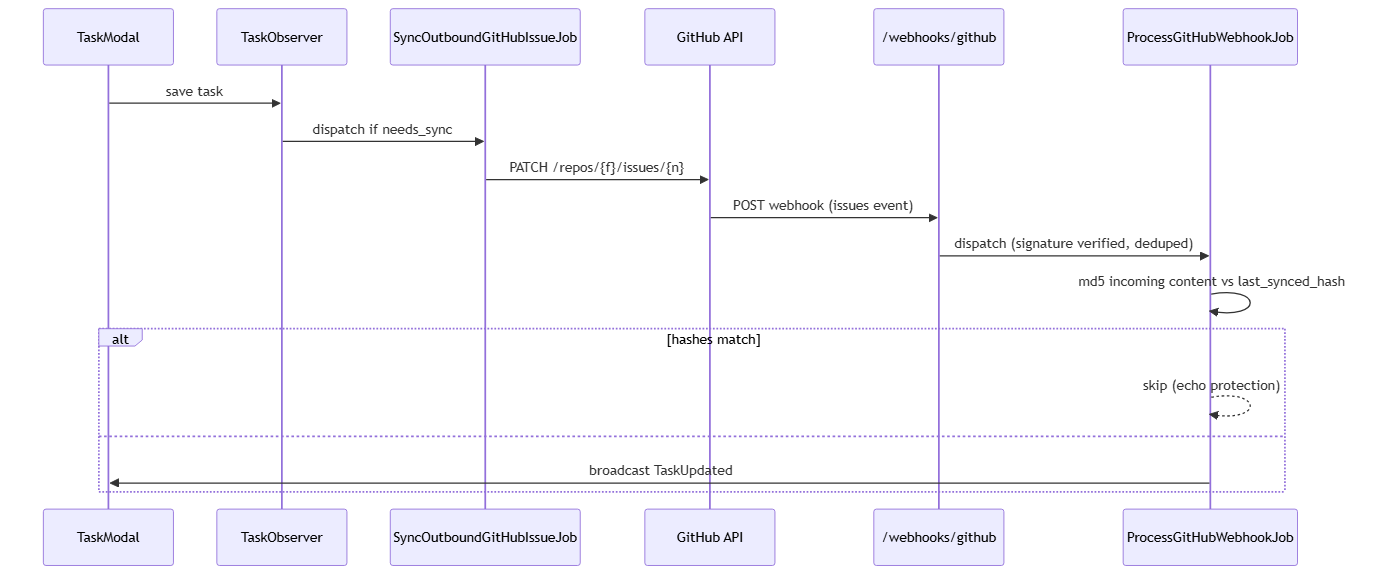 TaskModal
TaskObserver
SyncOutboundGitHubIssueJob
GitHub API
/webhooks/github
ProcessGitHubWebhookJob
save task
dispatch if needs_sync
PATCH /repos/{f}/issues/{n}
POST webhook (issues event)
dispatch (signature verified, deduped)
md5 incoming content vs last_synced_hash
alt
[hashes match]
skip (echo protection)
broadcast TaskUpdated
TaskModal
TaskObserver
SyncOutboundGitHubIssueJob
GitHub API
/webhooks/github
ProcessGitHubWebhookJob